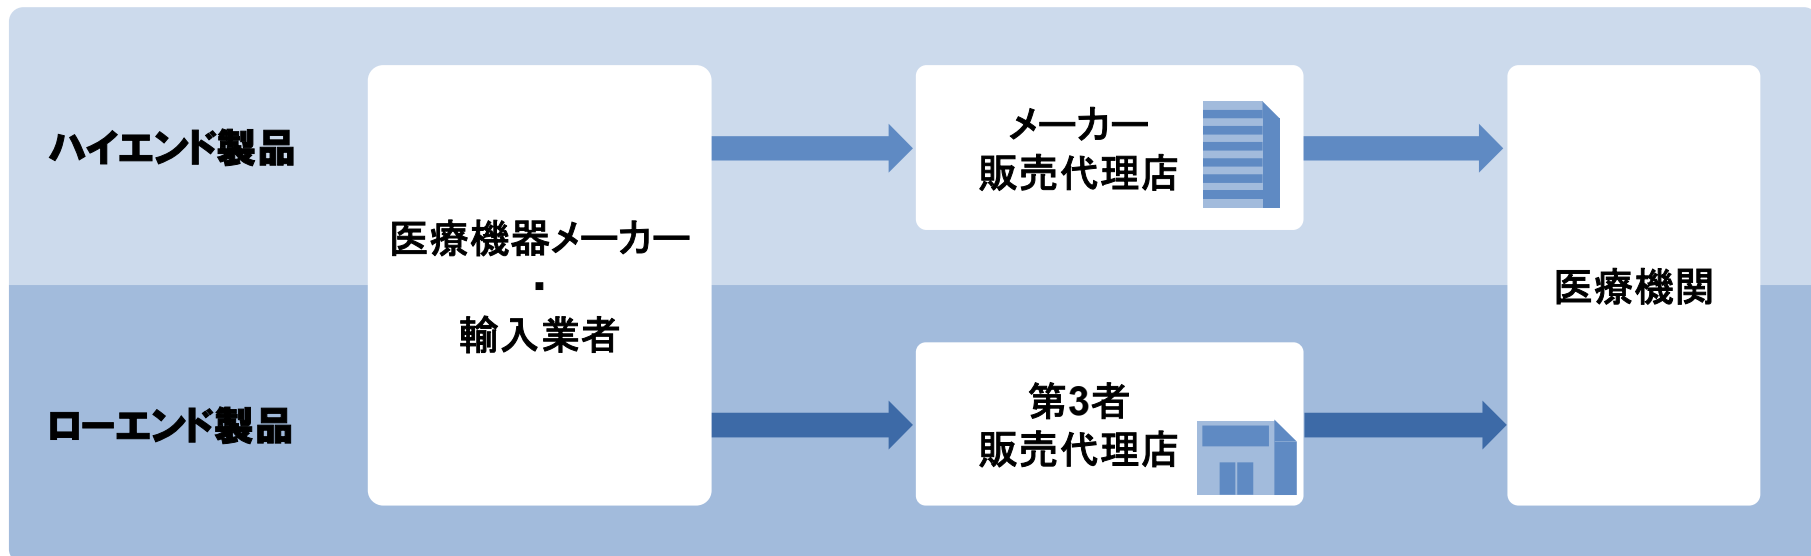 ハイエンド製品
医療機器メーカー
・
輸入業者
メーカー
販売代理店
医療機関
ローエンド製品
第3者
販売代理店